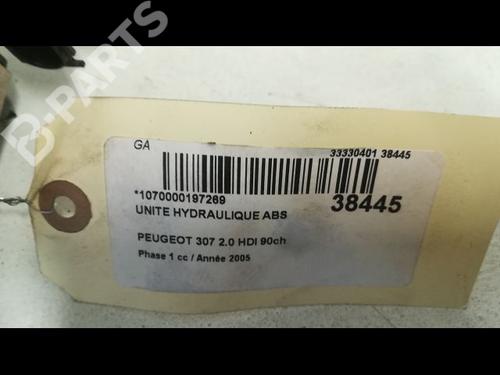 B-PARTS
GA
33330401 38445
*1070000197269
38445
UNITE HYDRAULIQUE ABS
PEUGEOT 307 2.0 HDI 90ch
Phase 1 cc / Année 2005